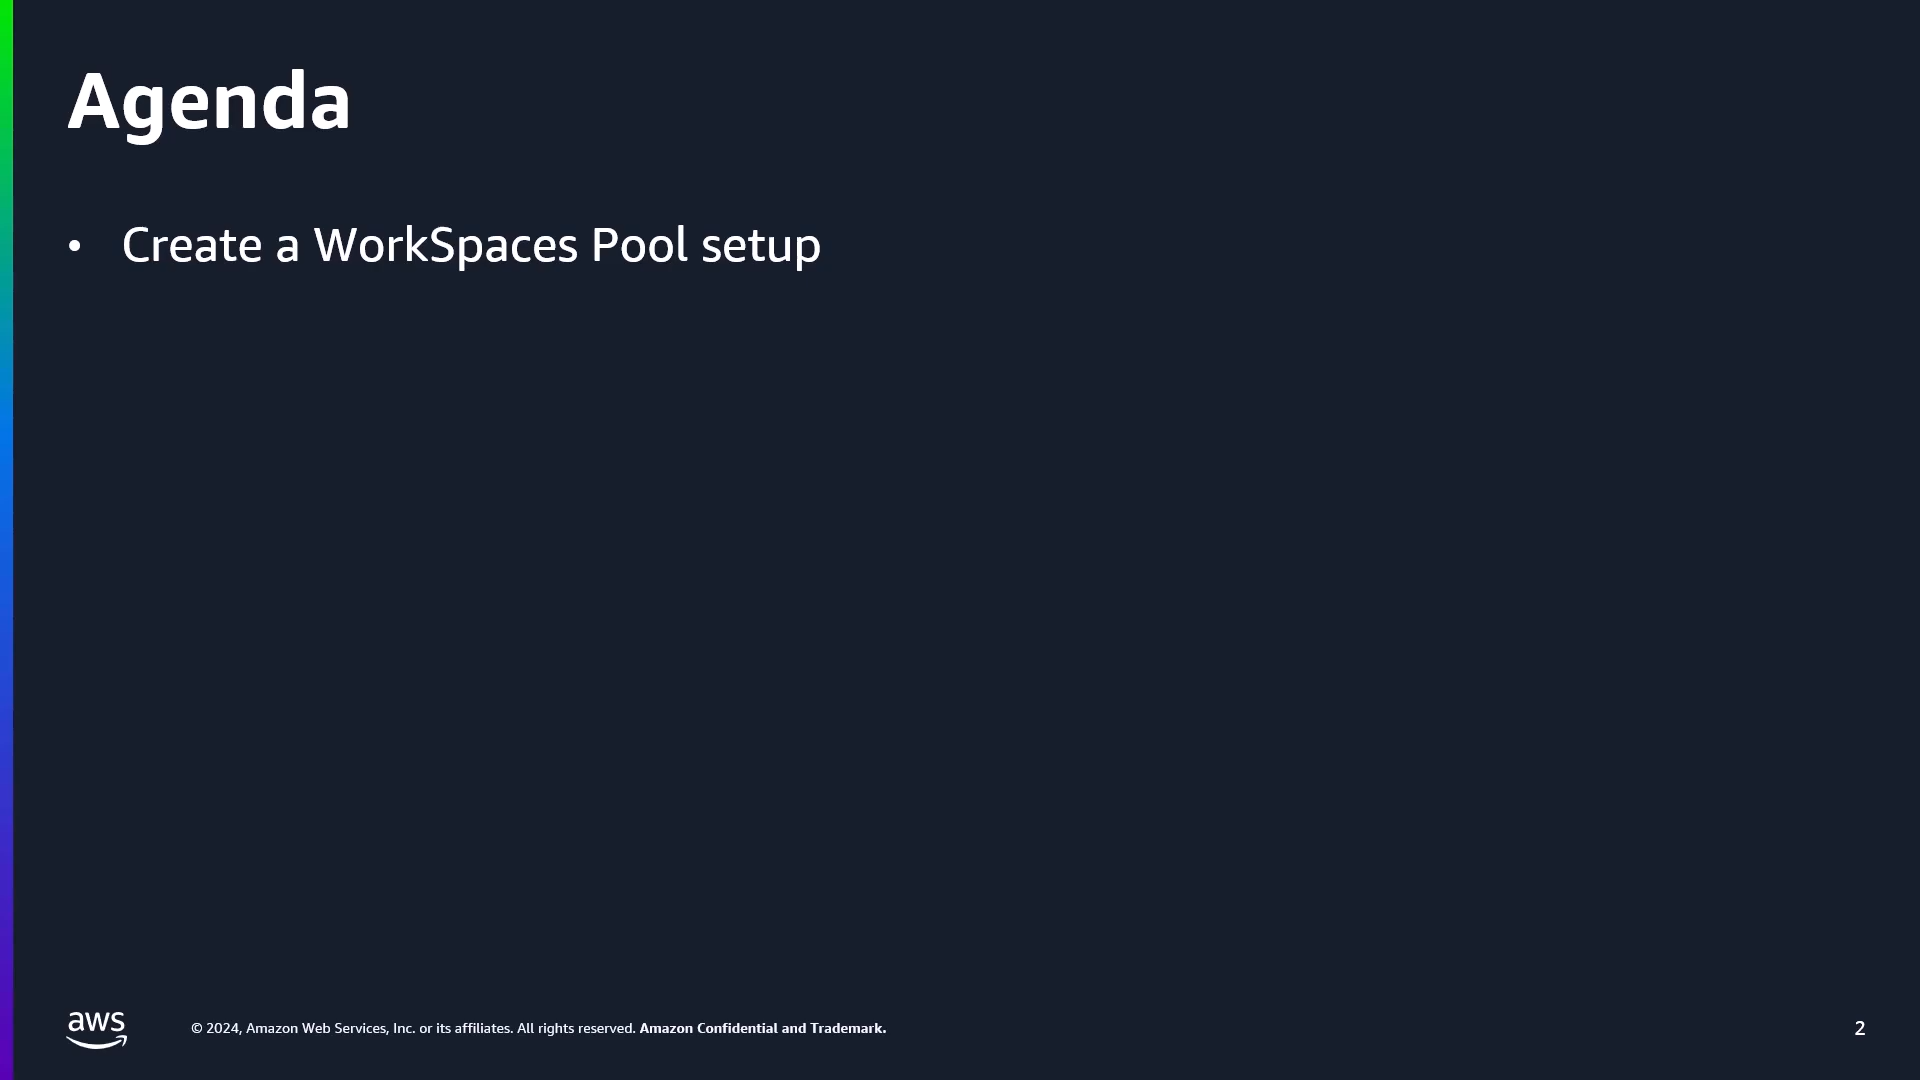 Agenda
• Create a WorkSpaces Pool setup
aws
© 2024, Amazon Web Services, Inc. or its affiliates. All rights reserved. Amazon Confidential and Trademark.
2